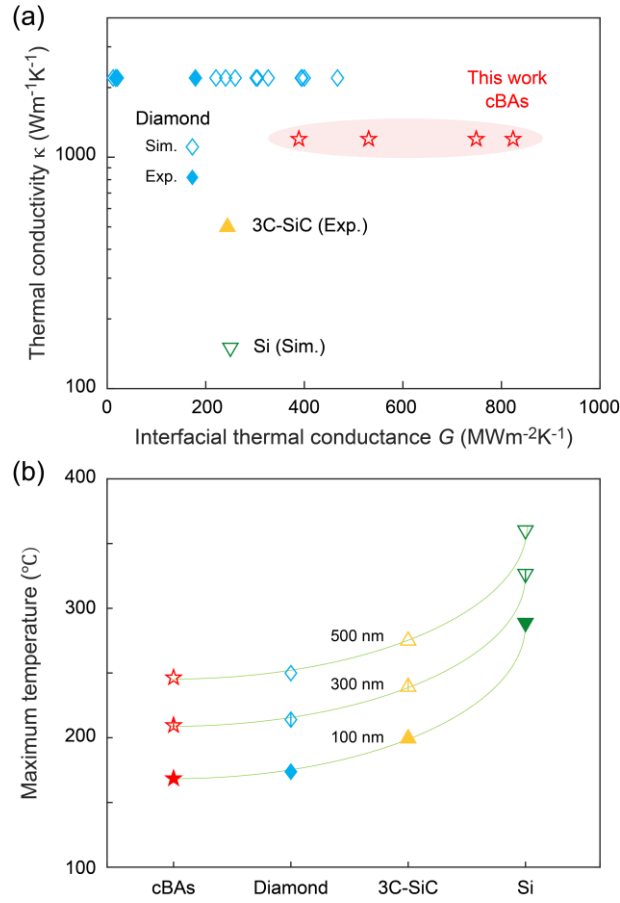 (a)
Thermal conductivity κ (Wm⁻¹K⁻¹)
1000
100
This work
cBAs
Diamond
Sim.
Exp.
3C-SiC (Exp.)
Si (Sim.)
0
200
400
600
800
1000
Interfacial thermal conductance G (MWm⁻²K⁻¹)
(b)
Maximum temperature (℃)
400
300
200
100
500 nm
300 nm
100 nm
cBAs
Diamond
3C-SiC
Si